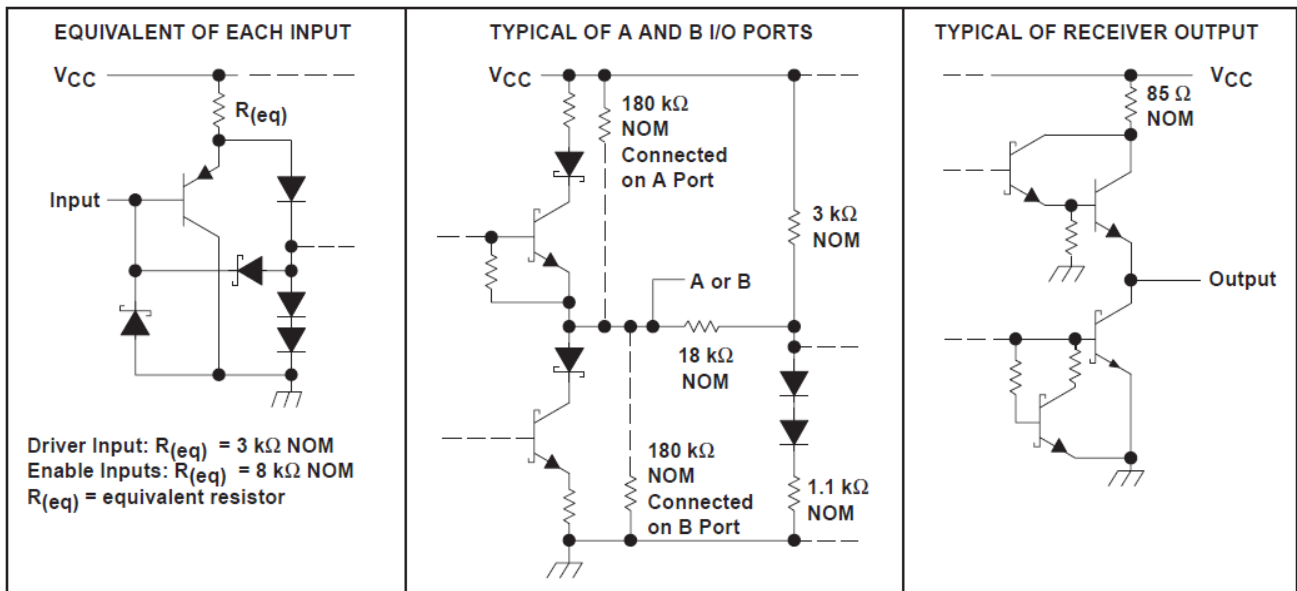 EQUIVALENT OF EACH INPUT
VCC
R(eq)
Input
Driver Input: R(eq) = 3 kΩ NOM
Enable Inputs: R(eq) = 8 kΩ NOM
R(eq) = equivalent resistor
TYPICAL OF A AND B I/O PORTS
VCC
180 kΩ
NOM
Connected
on A Port
3 kΩ
NOM
A or B
18 kΩ
NOM
180 kΩ
NOM
Connected
on B Port
1.1 kΩ
NOM
TYPICAL OF RECEIVER OUTPUT
VCC
85 Ω
NOM
Output